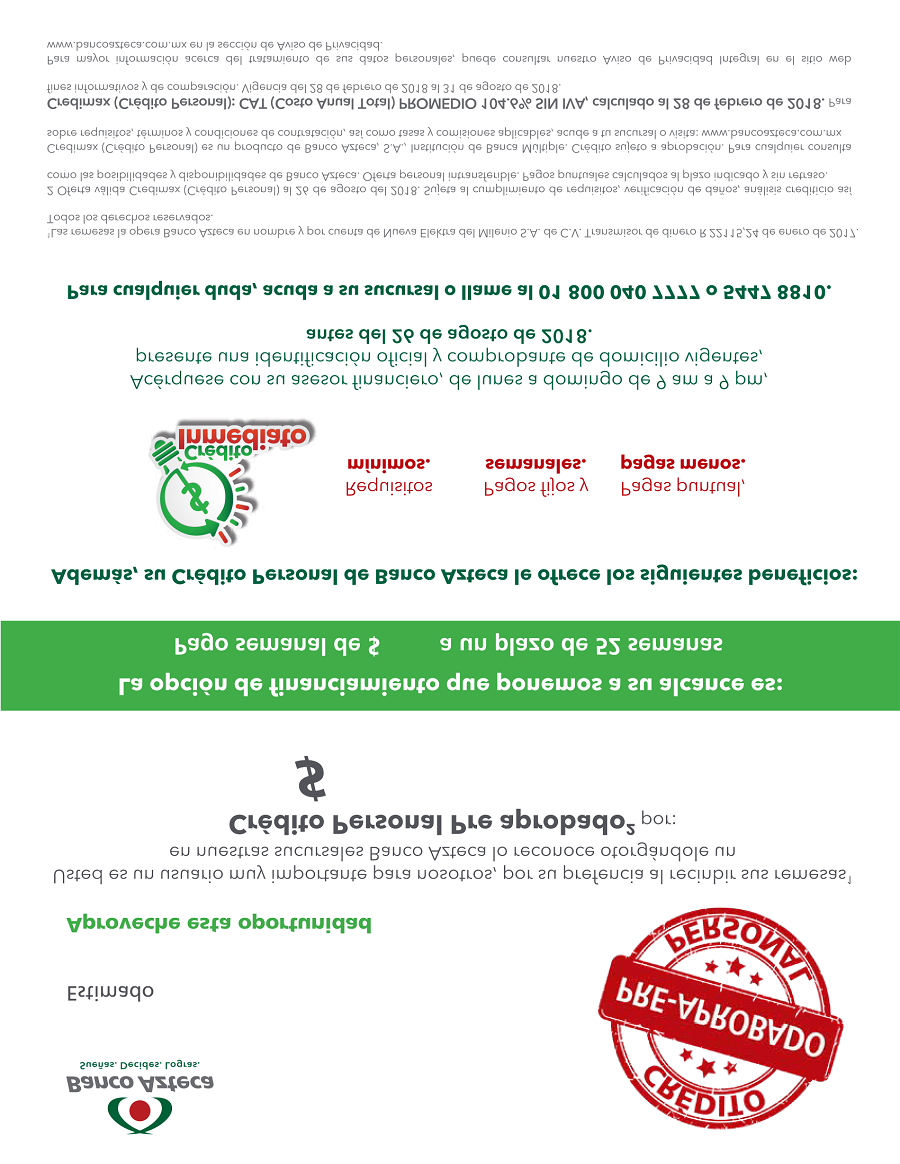 Banco Azteca
Sueñas. Decides. Logras.
CRÉDITO
PRE-APROBADO
PERSONAL
Estimado
Aproveche esta oportunidad
Usted es un usuario muy importante para nosotros, por su prefencia al recinbir sus remesas¹
en nuestras sucursales Banco Azteca lo reconoce otorgándole un
Crédito Personal Pre aprobado² por:
$
La opción de financiamiento que ponemos a su alcance es:
Pago semanal de $ a un plazo de 52 semanas
Además, su Crédito Personal de Banco Azteca le ofrece los siguientes beneficios:
$
Crédito
Inmediato
Requisitos
mínimos.
Pagos fijos y
semanales.
Pagas puntual,
pagas menos.
Acérquese con su asesor financiero, de lunes a domingo de 9 am a 9 pm,
presente una identificación oficial y comprobante de domicilio vigentes,
antes del 26 de agosto de 2018.
Para cualquier duda, acuda a su sucursal o llame al 01 800 040 7777 o 5447 8810.
¹Las remesas la opera Banco Azteca en nombre y por cuenta de Nueva Elektra del Milenio S.A. de C.V. Transmisor de dinero R 22115,24 de enero de 2017.
Todos los derechos reservados.
2 Oferta válida Credimax (Crédito Personal) al 26 de agosto del 2018. Sujeta al cumplimiento de requisitos, verificación de daños, análisis crediticio así
como las posibilidades y disponibilidades de Banco Azteca. Oferta personal intransferible. Pagos puntuales calculados al plazo indicado y sin retraso.
Credimax (Crédito Personal) es un producto de Banco Azteca, S.A., Institución de Banca Múltiple. Crédito sujeto a aprobación. Para cualquier consulta
sobre requisitos, términos y condiciones de contratación, así como tasas y comisiones aplicables, acude a tu sucursal o visita: www.bancoazteca.com.mx
Credimax (Crédito Personal): CAT (Costo Anual Total) PROMEDIO 104.6% SIN IVA, calculado al 28 de febrero de 2018. Para
fines informativos y de comparación. Vigencia del 28 de febrero de 2018 al 31 de agosto de 2018.
Para mayor información acerca del tratamiento de sus datos personales, puede consultar nuestro Aviso de Privacidad Integral en el sitio web
www.bancoazteca.com.mx en la sección de Aviso de Privacidad.